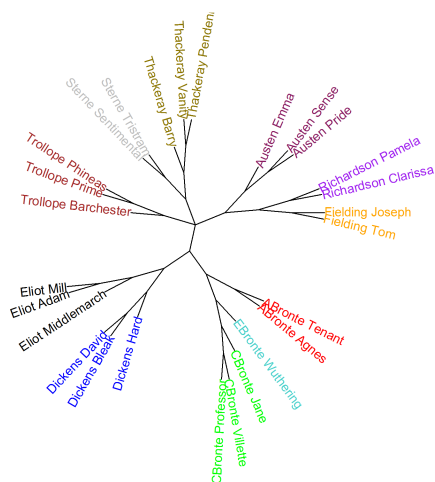 Thackeray Pendenn
Thackeray Vanity
Thackeray Barry
Sterne Tristram
Sterne Sentimental
Trollope Phineas
Trollope Prime
Trollope Barchester
Austen Emma
Austen Sense
Austen Pride
Richardson Pamela
Richardson Clarissa
Fielding Joseph
Fielding Tom
Eliot Mill
Eliot Adam
Eliot Middlemarch
Dickens David
Dickens Bleak
Dickens Hard
ABronte Tenant
ABronte Agnes
EBronte Wuthering
CBronte Jane
CBronte Villette
CBronte Professor